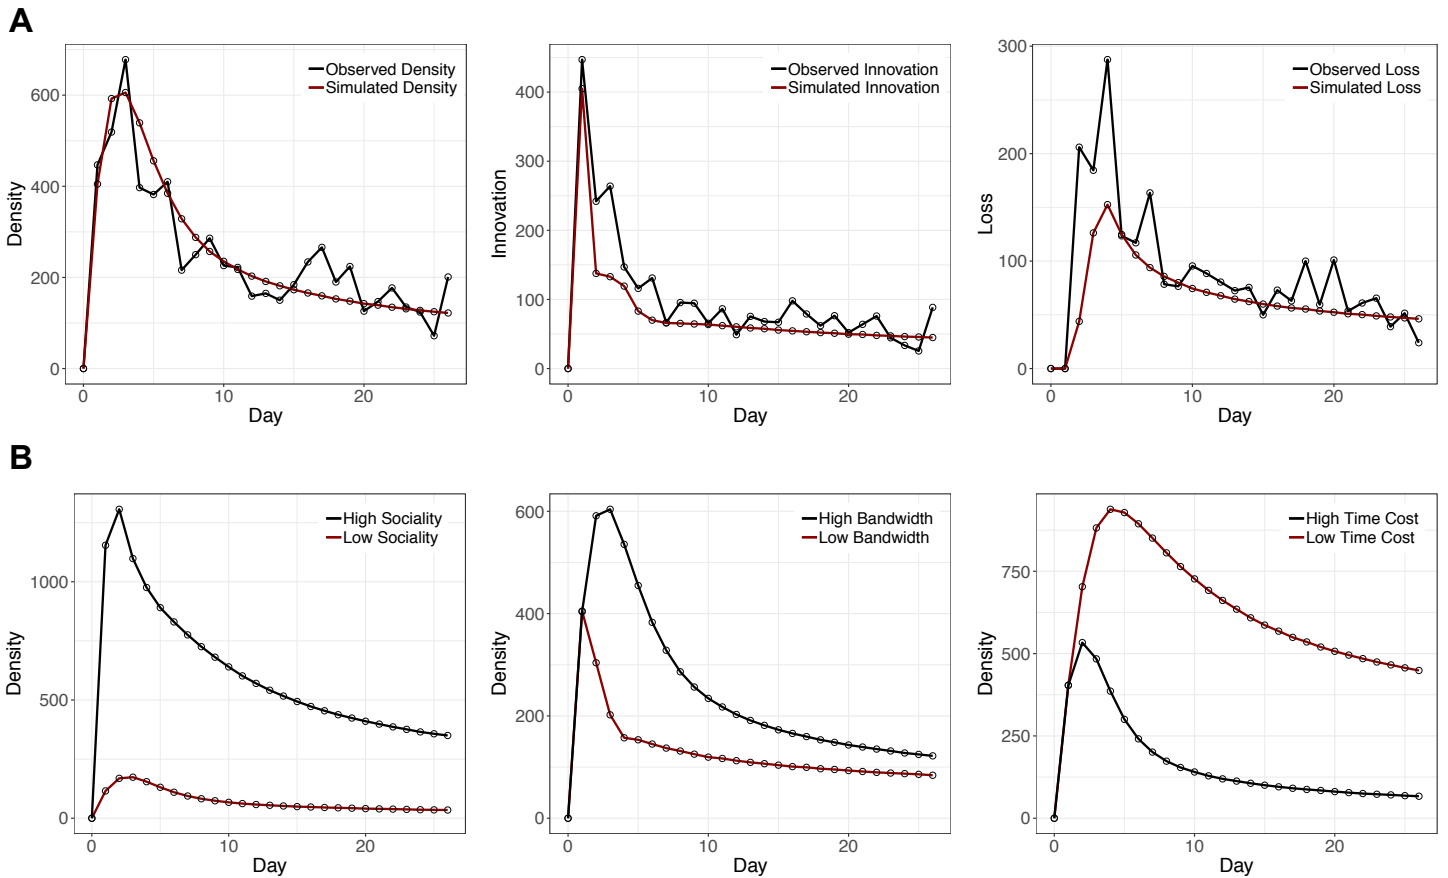 A
Observed Density
Simulated Density
Density
600
400
200
0
0 10 20
Day
Observed Innovation
Simulated Innovation
Innovation
400
300
200
100
0
0 10 20
Day
Observed Loss
Simulated Loss
Loss
300
200
100
0
0 10 20
Day
B
High Sociality
Low Sociality
Density
1000
500
0
0 10 20
Day
High Bandwidth
Low Bandwidth
Density
600
400
200
0
0 10 20
Day
High Time Cost
Low Time Cost
Density
750
500
250
0
0 10 20
Day